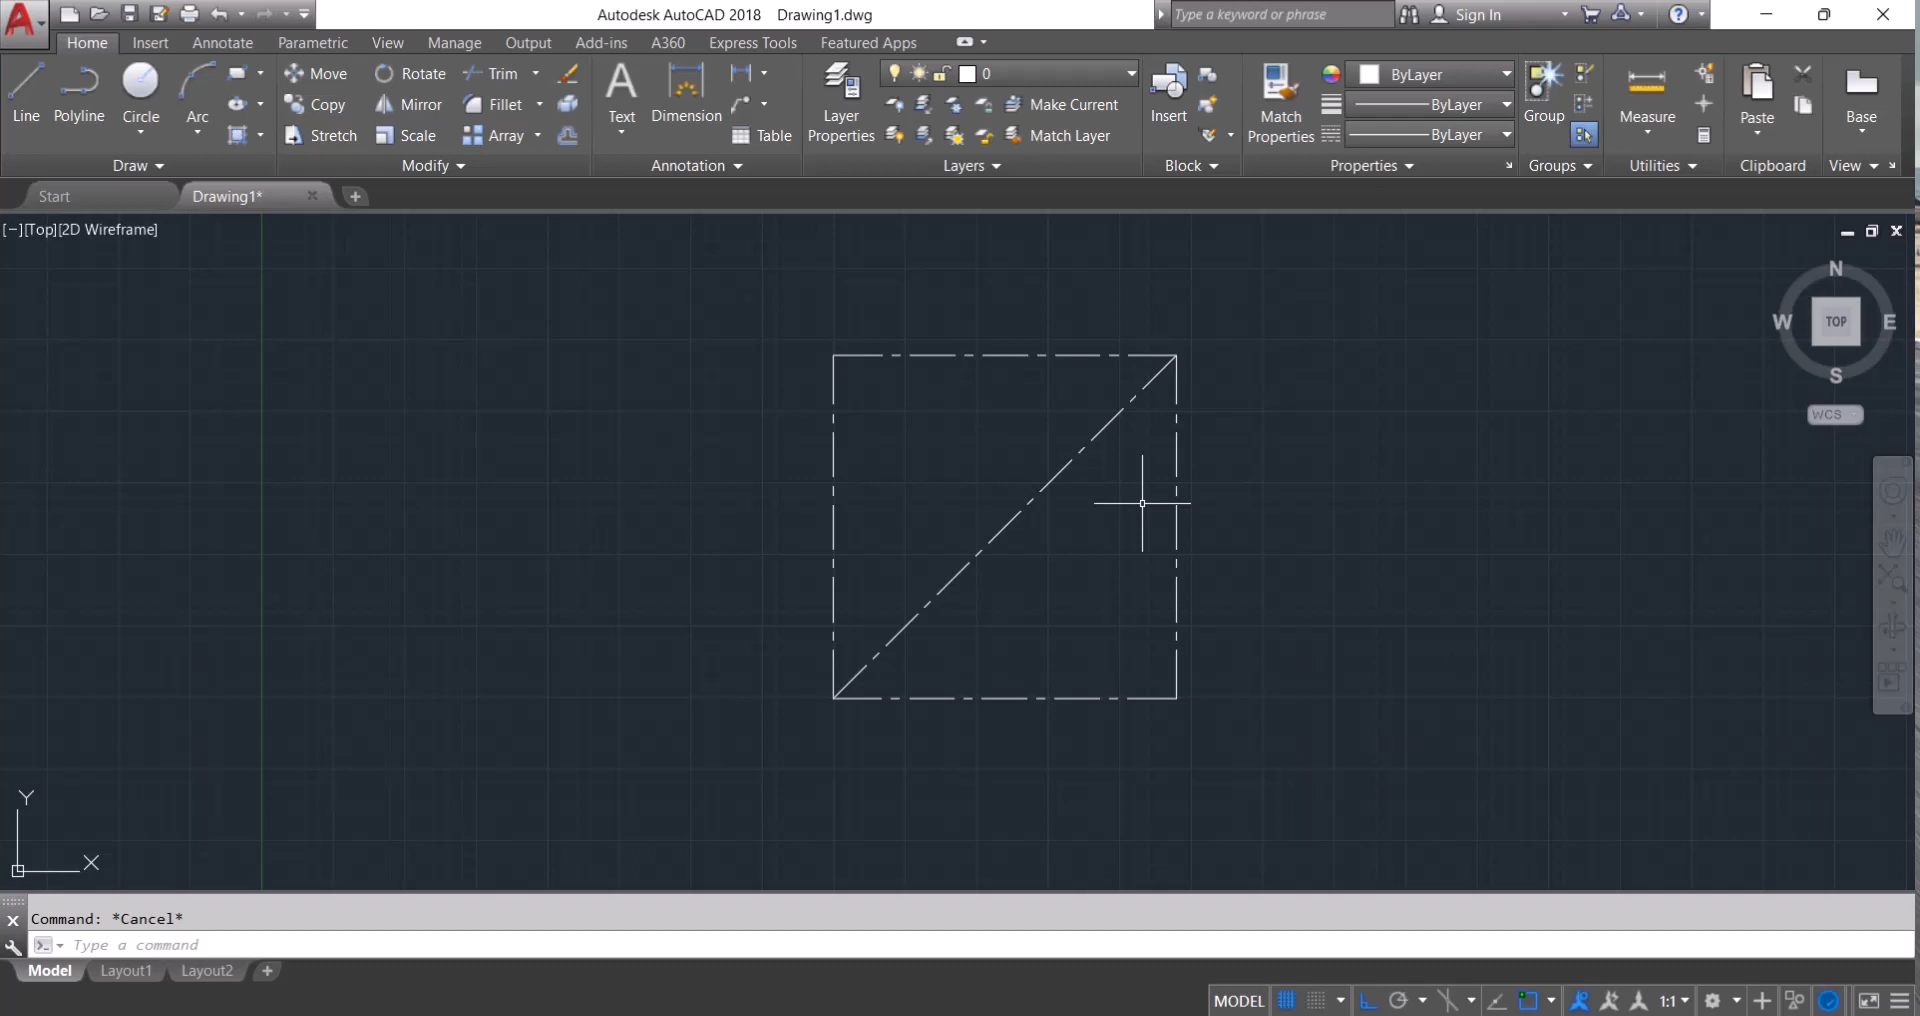 Autodesk AutoCAD 2018 Drawing1.dwg
Type a keyword or phrase
Sign In
Home Insert Annotate Parametric View Manage Output Add-ins A360 Express Tools Featured Apps
Line Polyline Circle Arc
Move Rotate Trim
Copy Mirror Fillet
Stretch Scale Array
Text Dimension Table
Layer Properties
0
Make Current
Match Layer
Insert
Match Properties
ByLayer
ByLayer
ByLayer
Group
Measure
Paste
Base
Draw Modify Annotation Layers Block Properties Groups Utilities Clipboard View
Start Drawing1*
[−][Top][2D Wireframe]
N
W TOP E
S
WCS
Y
X
Command: *Cancel*
Type a command
Model Layout1 Layout2
MODEL 1:1